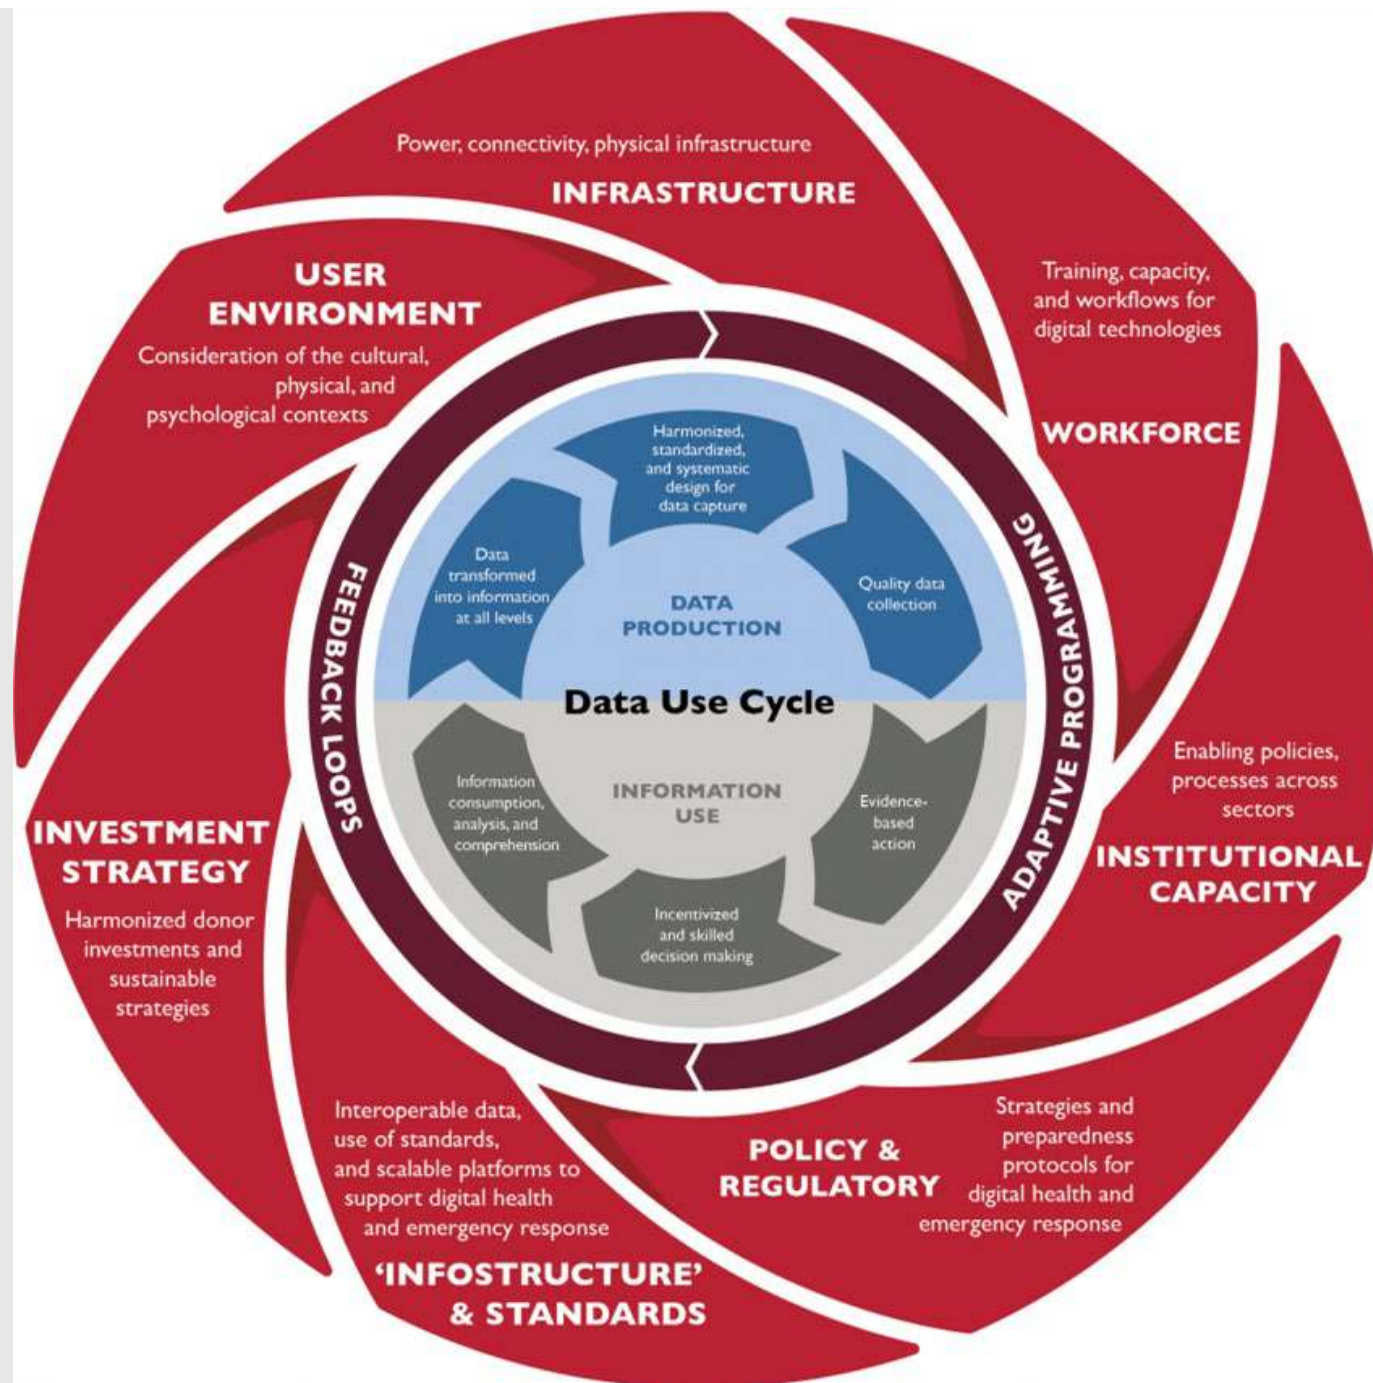 Power, connectivity, physical infrastructure
INFRASTRUCTURE
Training, capacity,
and workflows for
digital technologies
WORKFORCE
Enabling policies,
processes across
sectors
INSTITUTIONAL
CAPACITY
Strategies and
preparedness
protocols for
digital health and
emergency response
POLICY &
REGULATORY
Interoperable data,
use of standards,
and scalable platforms to
support digital health
and emergency response
‘INFOSTRUCTURE’
& STANDARDS
INVESTMENT
STRATEGY
Harmonized donor
investments and
sustainable
strategies
USER
ENVIRONMENT
Consideration of the cultural,
physical, and
psychological contexts
FEEDBACK LOOPS
ADAPTIVE PROGRAMMING
Harmonized,
standardized,
and systematic
design for
data capture
Quality data
collection
Data
transformed
into information
at all levels
DATA
PRODUCTION
Data Use Cycle
INFORMATION
USE
Evidence-
based
action
Incentivized
and skilled
decision making
Information
consumption,
analysis, and
comprehension